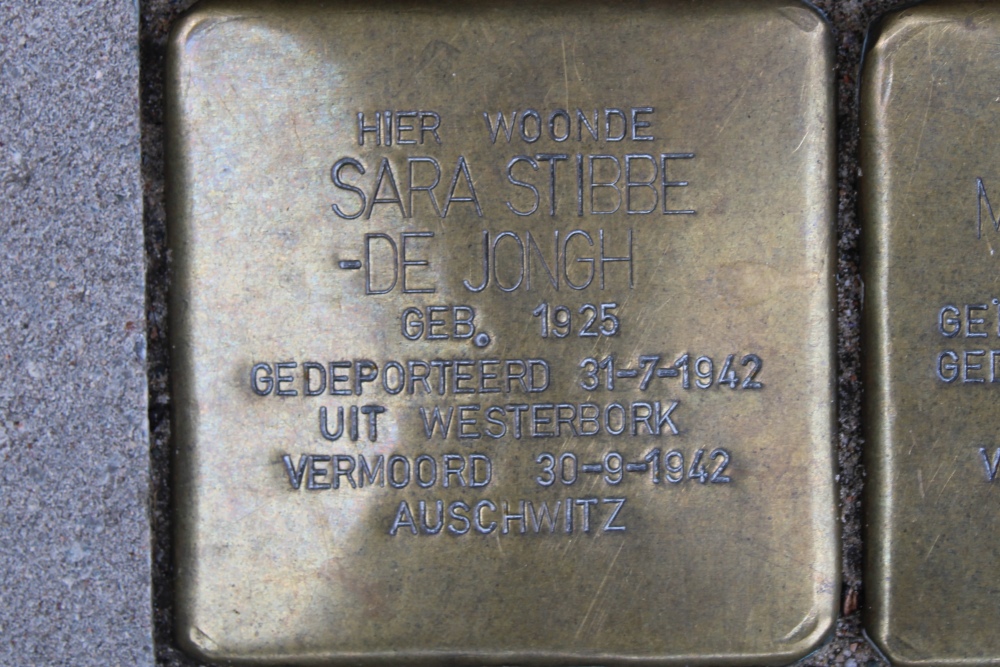 HIER WOONDE
SARA STIBBE
-DE JONGH
GEB. 1925
GEDEPORTEERD 31-7-1942
UIT WESTERBORK
VERMOORD 30-9-1942
AUSCHWITZ